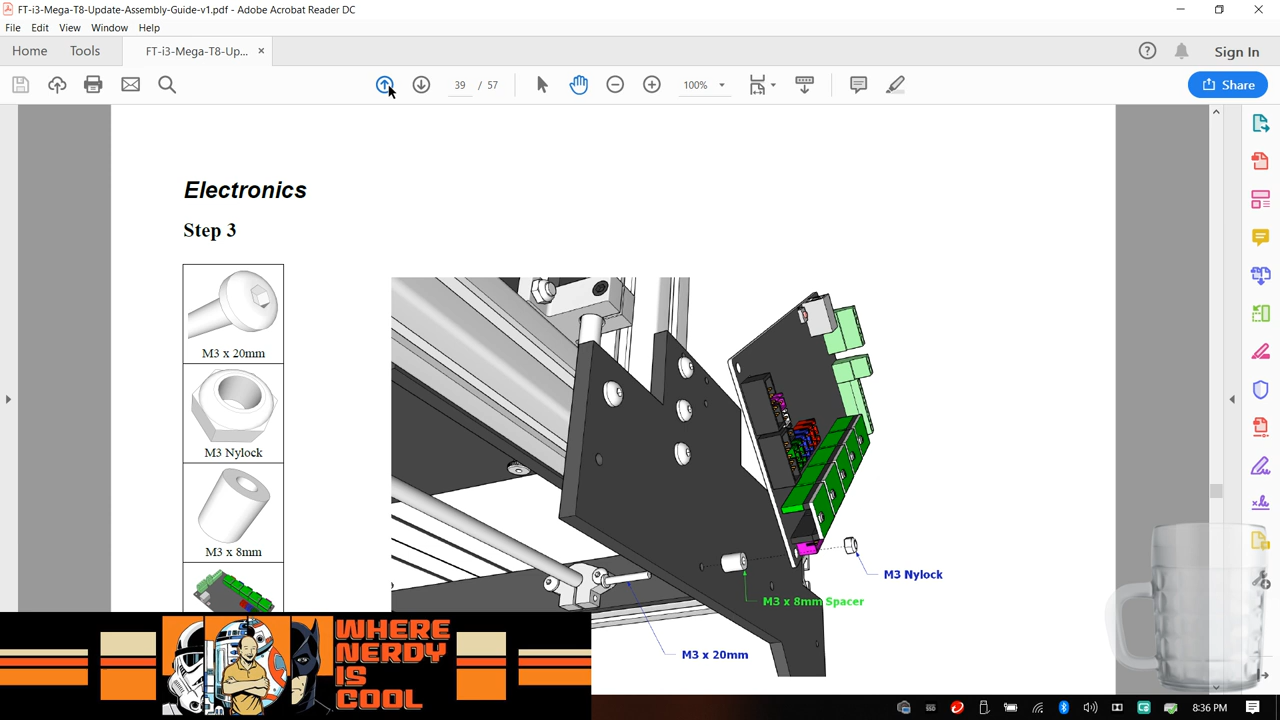 FT-i3-Mega-T8-Update-Assembly-Guide-v1.pdf - Adobe Acrobat Reader DC
File Edit View Window Help
Home Tools FT-i3-Mega-T8-Up... × Sign In
39 / 57 100% Share
Electronics
Step 3
M3 x 20mm
M3 Nylock
M3 x 8mm
M3 Nylock
M3 x 8mm Spacer
M3 x 20mm
WHERE
NERDY
IS
COOL
8:36 PM